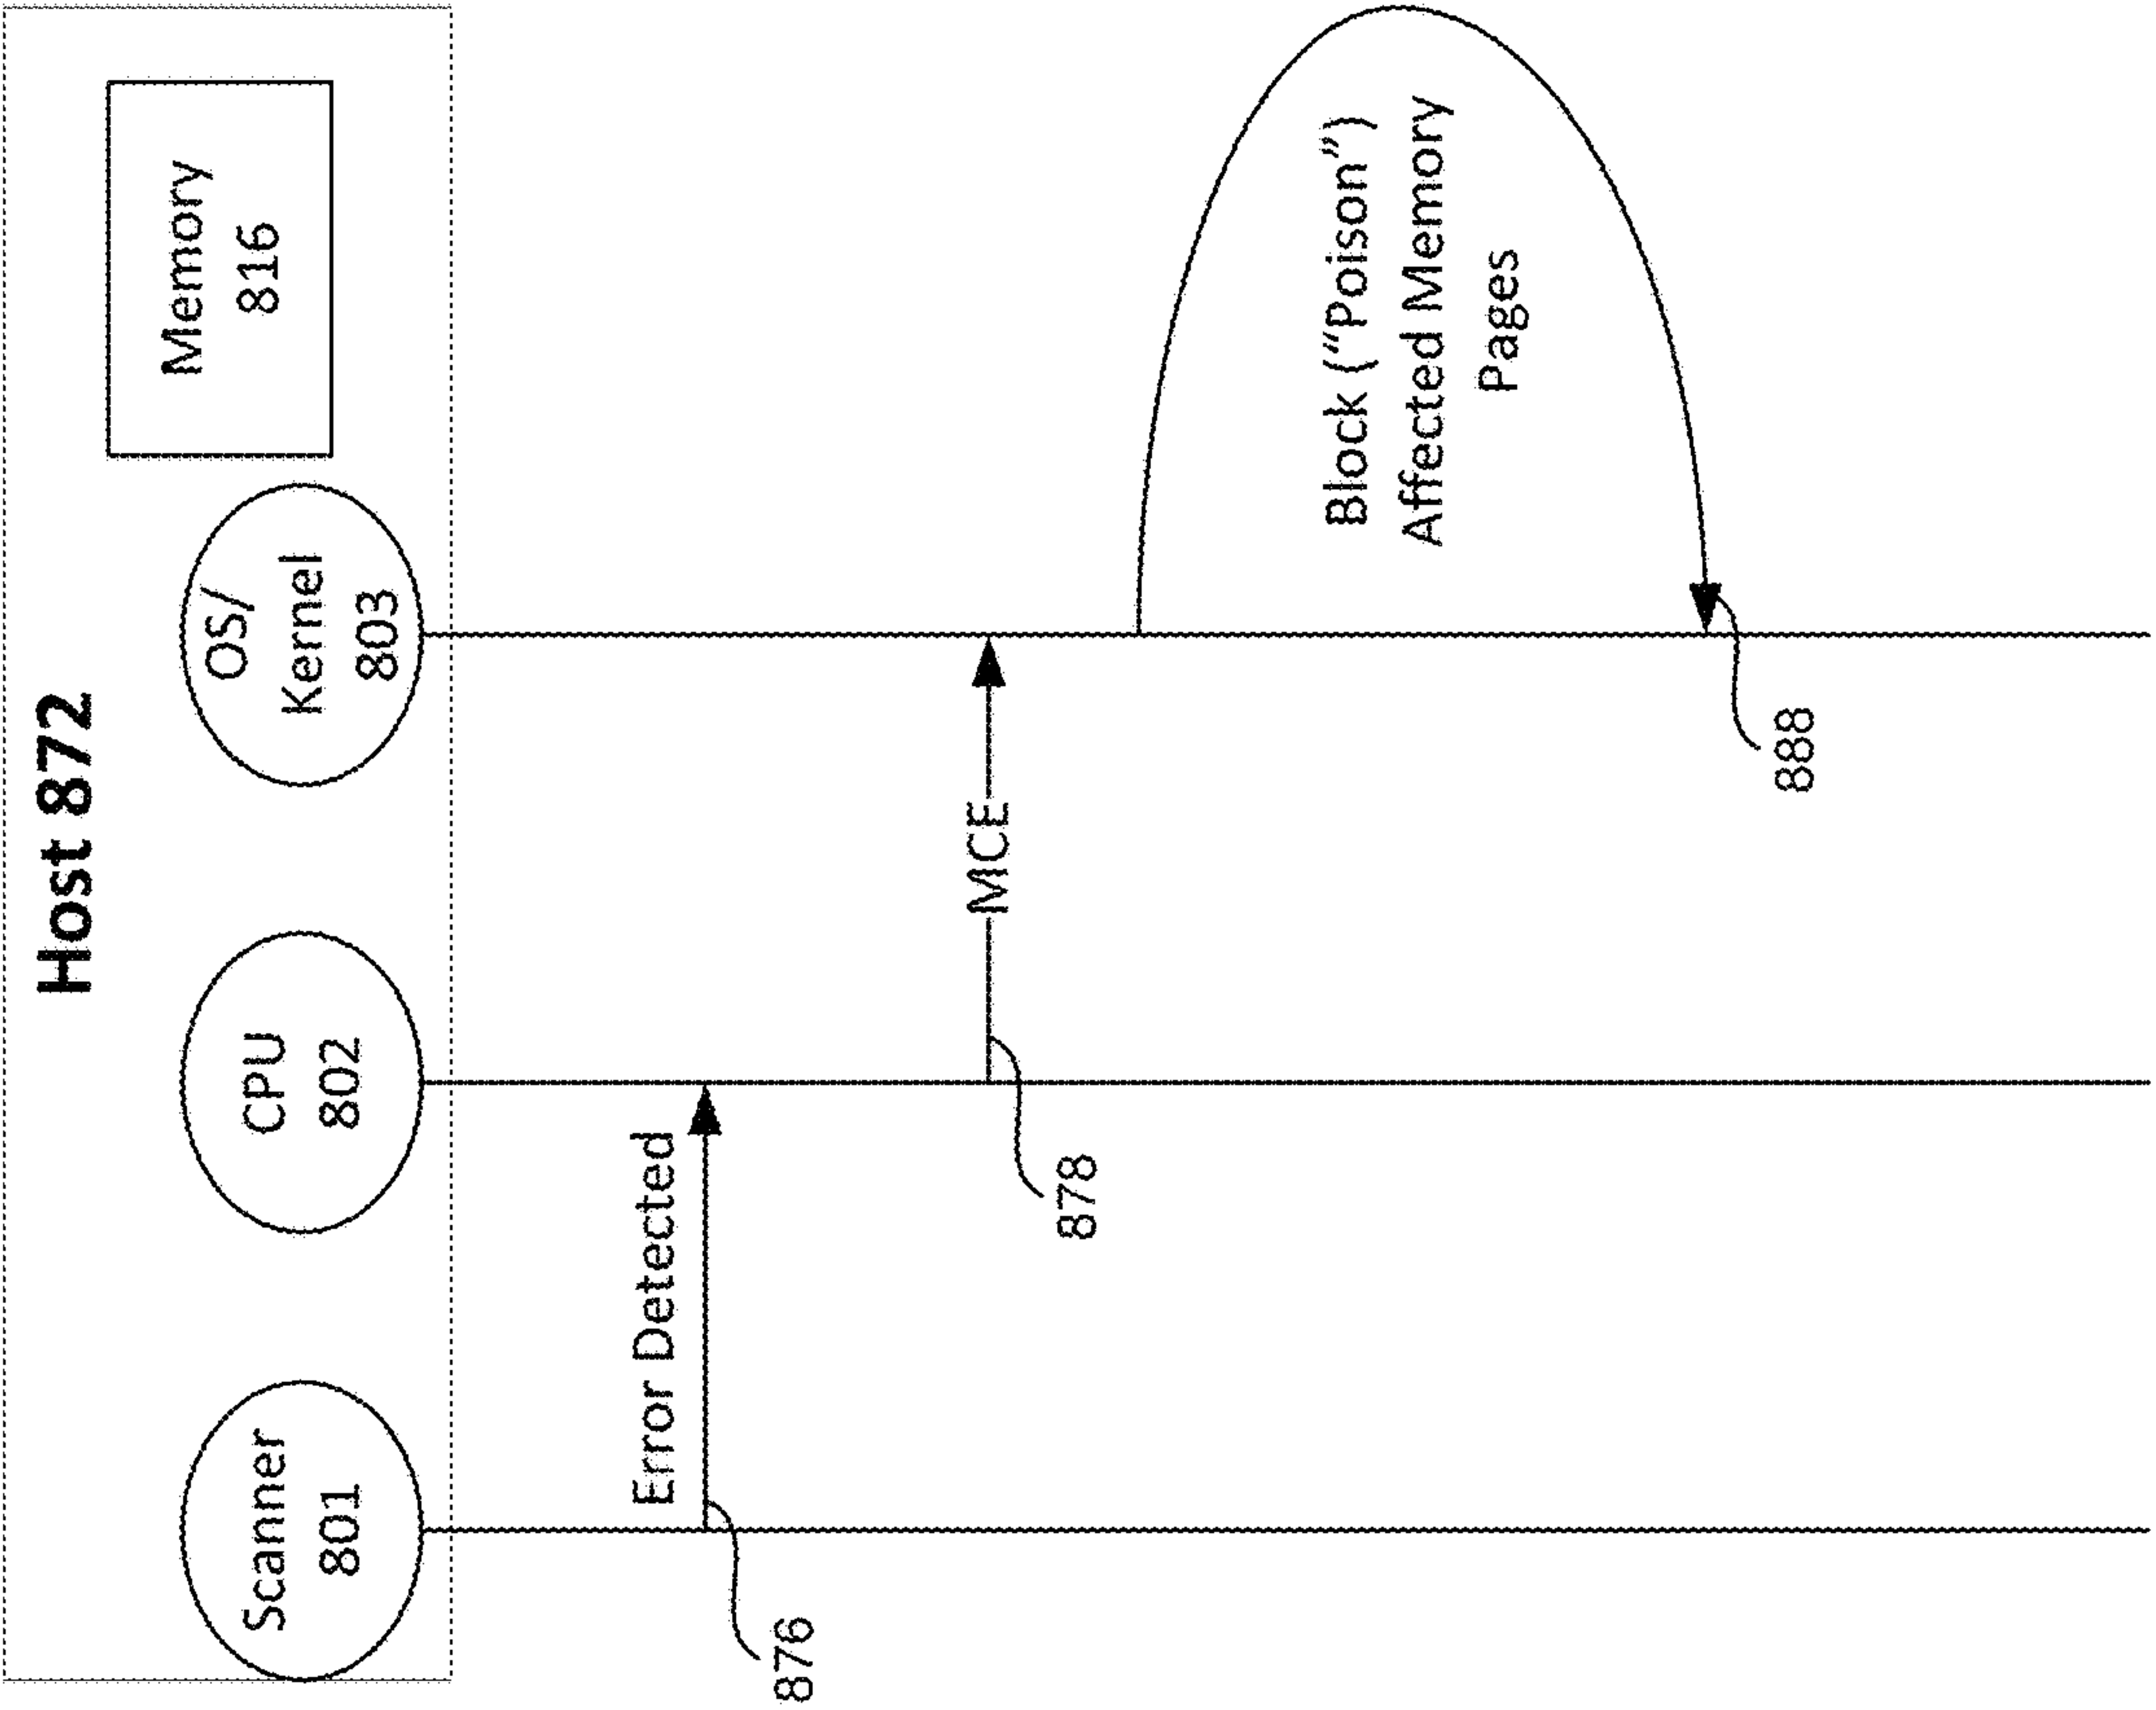 Host 872
Scanner
801
CPU
802
OS/
Kernel
803
Memory
816
Error Detected
876
MCE
878
Block (“Poison”)
Affected Memory
Pages
888